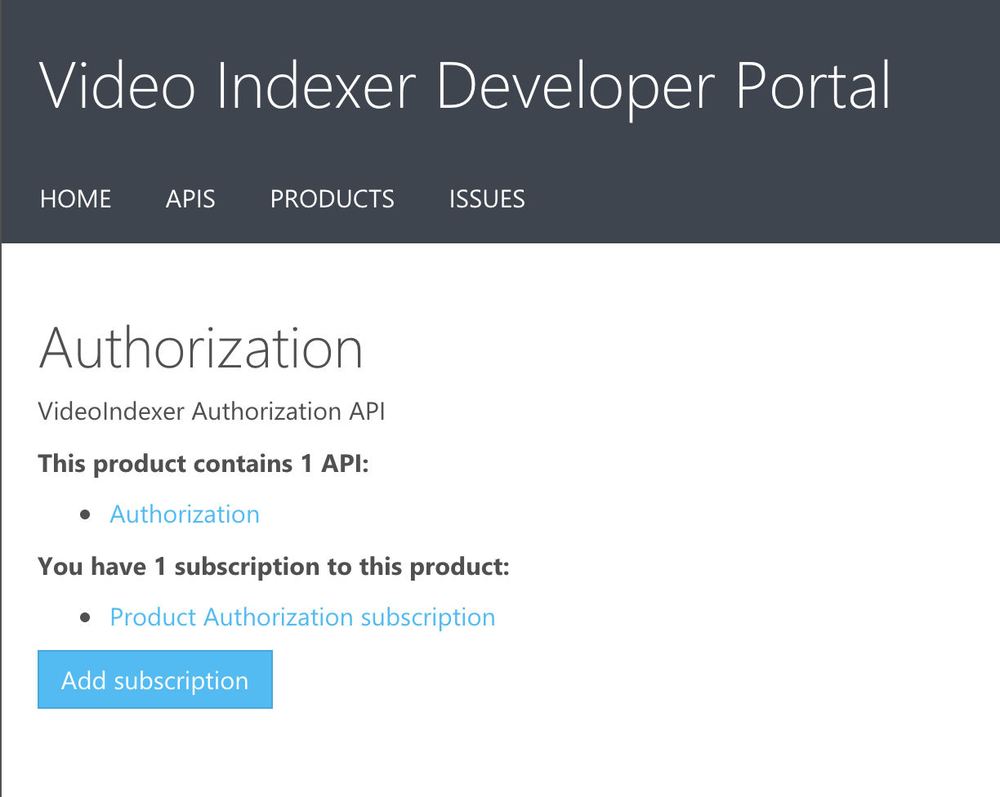 Video Indexer Developer Portal
HOME APIS PRODUCTS ISSUES
Authorization
VideoIndexer Authorization API
This product contains 1 API:
Authorization
You have 1 subscription to this product:
Product Authorization subscription
Add subscription